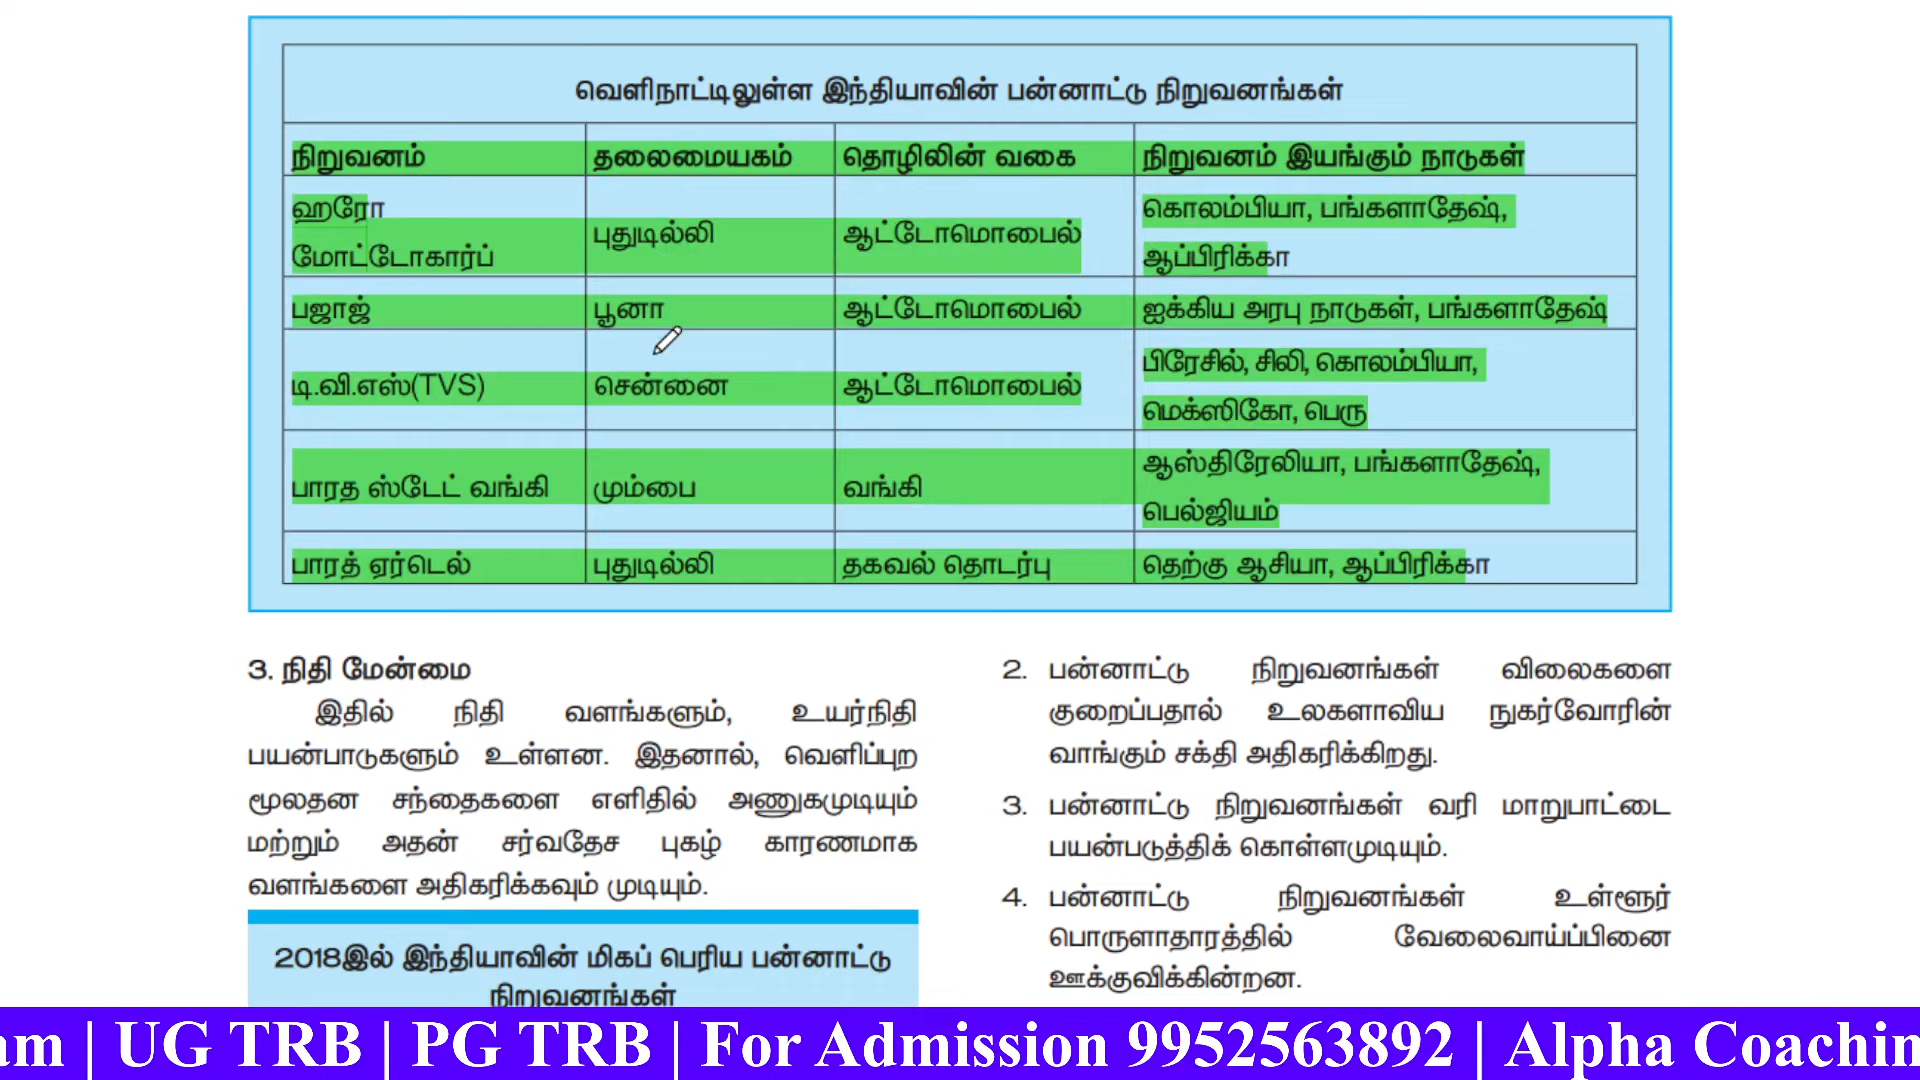 வெளிநாட்டிலுள்ள இந்தியாவின் பன்னாட்டு நிறுவனங்கள்
நிறுவனம் தலைமையகம் தொழிலின் வகை நிறுவனம் இயங்கும் நாடுகள்
ஹரோ மோட்டோகார்ப் புதுடில்லி ஆட்டோமொபைல் கொலம்பியா, பங்களாதேஷ், ஆப்பிரிக்கா
பஜாஜ் பூனா ஆட்டோமொபைல் ஐக்கிய அரபு நாடுகள், பங்களாதேஷ்
டி.வி.எஸ்(TVS) சென்னை ஆட்டோமொபைல் பிரேசில், சிலி, கொலம்பியா, மெக்ஸிகோ, பெரு
பாரத ஸ்டேட் வங்கி மும்பை வங்கி ஆஸ்திரேலியா, பங்களாதேஷ், பெல்ஜியம்
பாரத் ஏர்டெல் புதுடில்லி தகவல் தொடர்பு தெற்கு ஆசியா, ஆப்பிரிக்கா
3. நிதி மேன்மை
இதில் நிதி வளங்களும், உயர்நிதி
பயன்பாடுகளும் உள்ளன. இதனால், வெளிப்புற
மூலதன சந்தைகளை எளிதில் அணுகமுடியும்
மற்றும் அதன் சர்வதேச புகழ் காரணமாக
வளங்களை அதிகரிக்கவும் முடியும்.
2018இல் இந்தியாவின் மிகப் பெரிய பன்னாட்டு
நிறுவனங்கள்
2. பன்னாட்டு நிறுவனங்கள் விலைகளை
குறைப்பதால் உலகளாவிய நுகர்வோரின்
வாங்கும் சக்தி அதிகரிக்கிறது.
3. பன்னாட்டு நிறுவனங்கள் வரி மாறுபாட்டை
பயன்படுத்திக் கொள்ளமுடியும்.
4. பன்னாட்டு நிறுவனங்கள் உள்ளூர்
பொருளாதாரத்தில் வேலைவாய்ப்பினை
ஊக்குவிக்கின்றன.
am | UG TRB | PG TRB | For Admission 9952563892 | Alpha Coachin